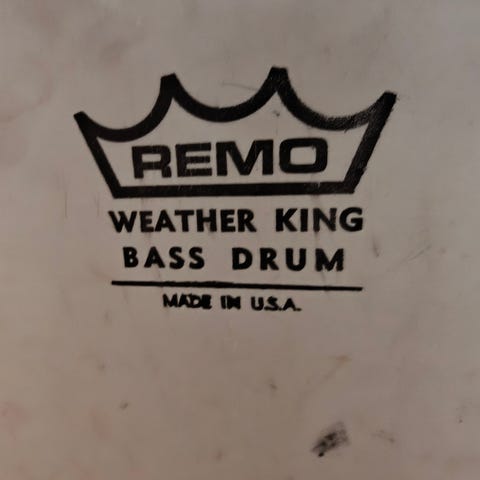 REMO
WEATHER KING
BASS DRUM
MADE IN U.S.A.